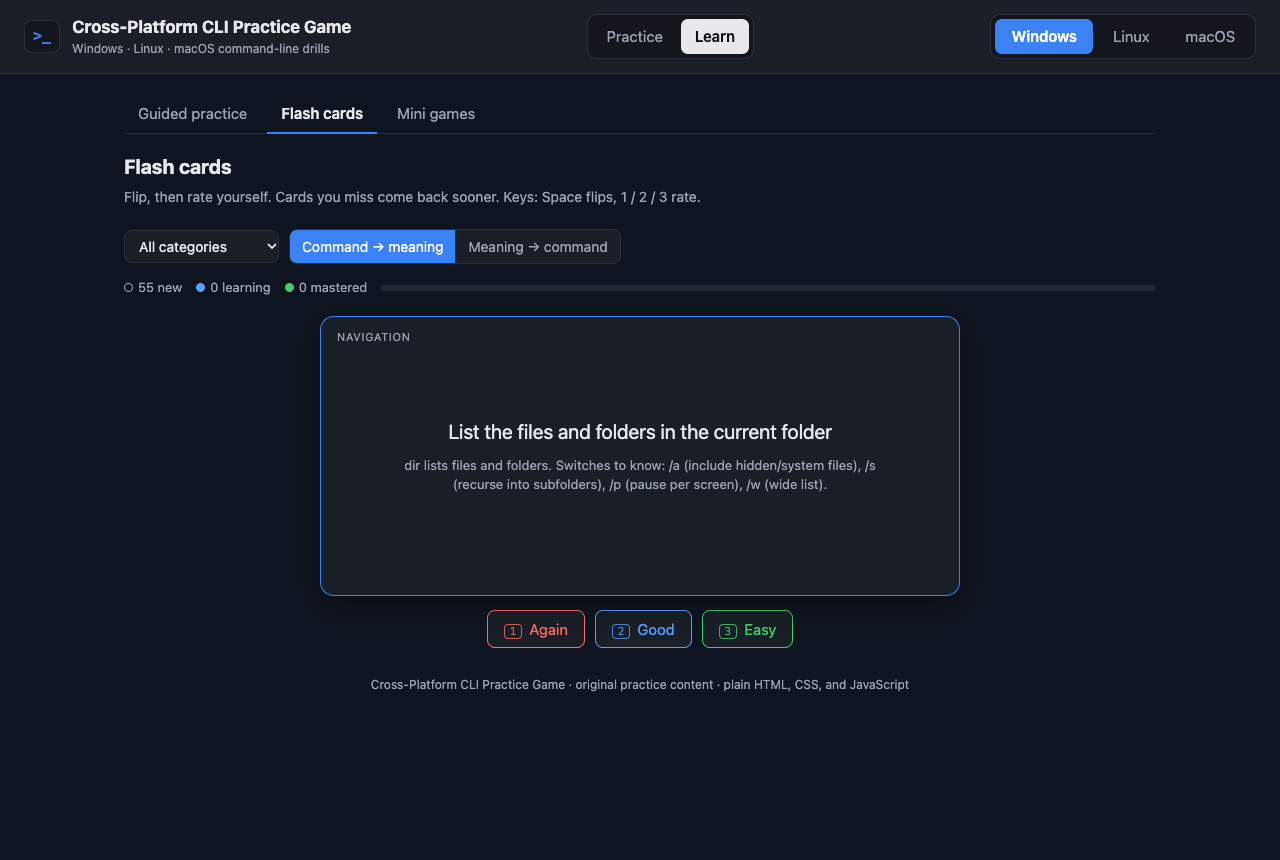 >_
Cross-Platform CLI Practice Game
Windows · Linux · macOS command-line drills
Practice
Learn
Windows
Linux
macOS
Guided practice
Flash cards
Mini games
Flash cards
Flip, then rate yourself. Cards you miss come back sooner. Keys: Space flips, 1 / 2 / 3 rate.
All categories
Command → meaning
Meaning → command
55 new
0 learning
0 mastered
NAVIGATION
List the files and folders in the current folder
dir lists files and folders. Switches to know: /a (include hidden/system files), /s
(recurse into subfolders), /p (pause per screen), /w (wide list).
1 Again
2 Good
3 Easy
Cross-Platform CLI Practice Game · original practice content · plain HTML, CSS, and JavaScript